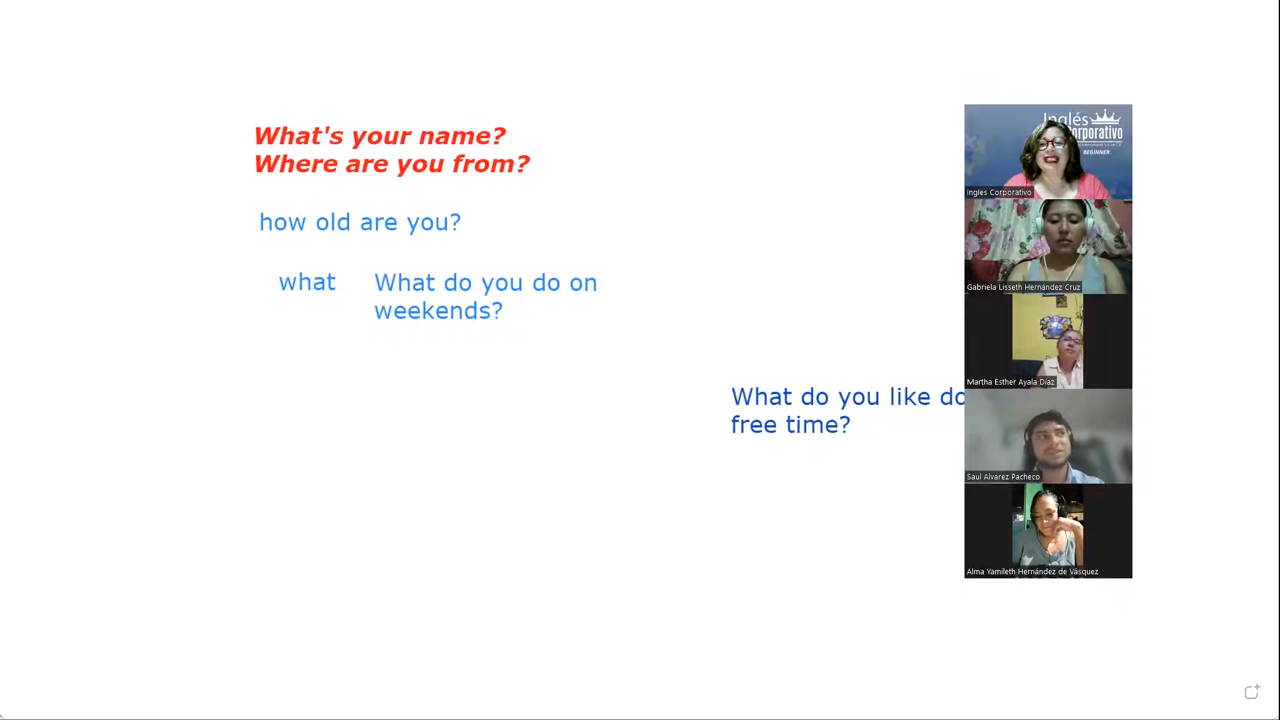 What's your name?
Where are you from?
how old are you?
what
What do you do on
weekends?
What do you like do
free time?
Inglés
Corporativo
BEGINNER
Ingles Corporativo
Gabriela Lisseth Hernández Cruz
Martha Esther Ayala Díaz
Saul Alvarez Pacheco
Alma Yamileth Hernández de Vásquez